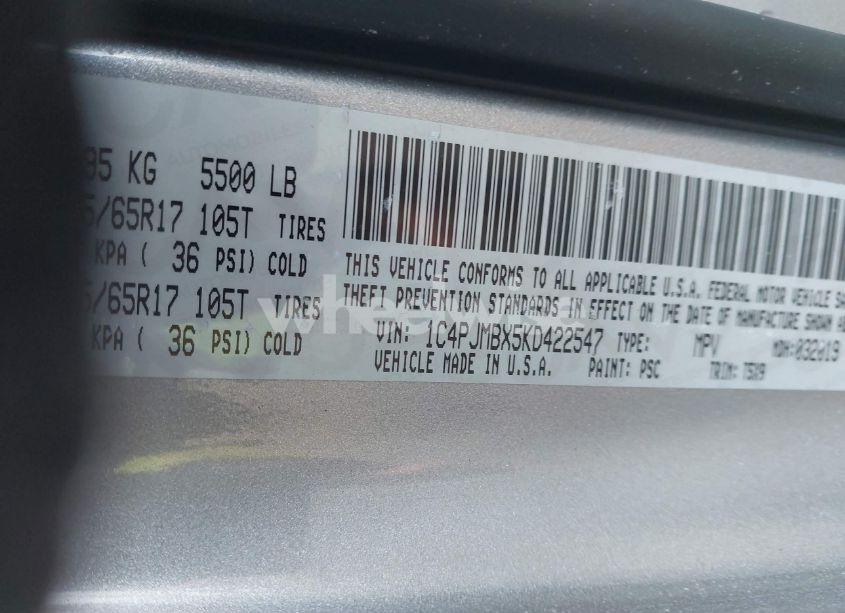 95 KG 5500 LB
5/65R17 105T TIRES
KPA ( 36 PSI) COLD
5/65R17 105T TIRES
KPA ( 36 PSI) COLD
THIS VEHICLE CONFORMS TO ALL APPLICABLE U.S.A. FEDERAL MOTOR VEHICLE SA
THEFT PREVENTION STANDARDS IN EFFECT ON THE DATE OF MANUFACTURE SHOWN A
VIN: 1C4PJMBX5KD422547 TYPE: MPV MDH:032019
VEHICLE MADE IN U.S.A. PAINT: PSC TRIM: T5X9